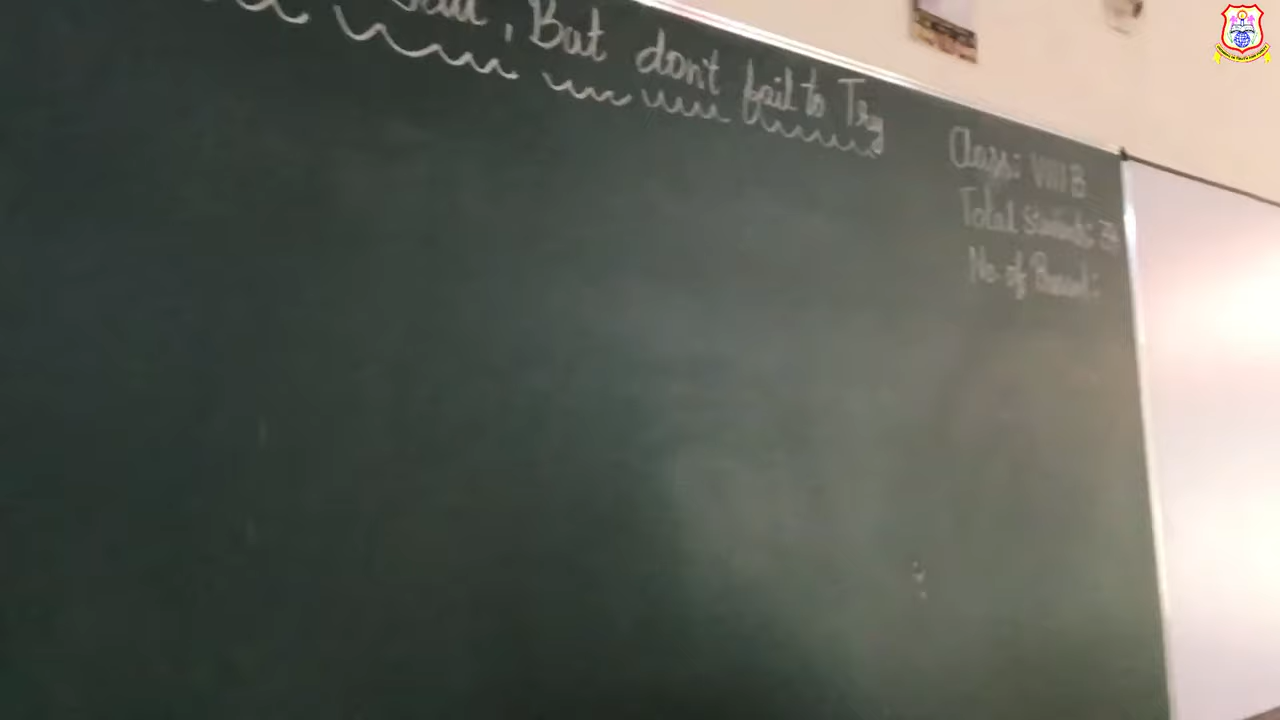 , But don't fail to Try
Class: VIII B
Total Students:
No of Present: